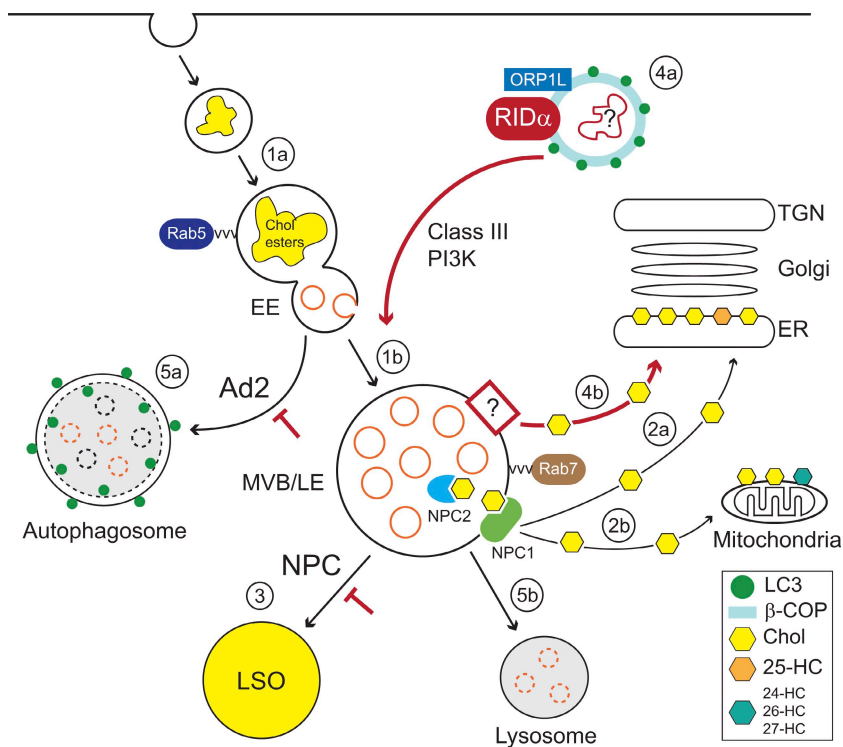 ORP1L
4a
RIDα
?
1a
Chol
esters
Rab5
Class III
PI3K
TGN
Golgi
EE
ER
1b
5a
Ad2
?
4b
2a
MVB/LE
Rab7
NPC2
NPC1
2b
Autophagosome
Mitochondria
NPC
3
5b
LSO
Lysosome
LC3
β-COP
Chol
25-HC
24-HC
26-HC
27-HC